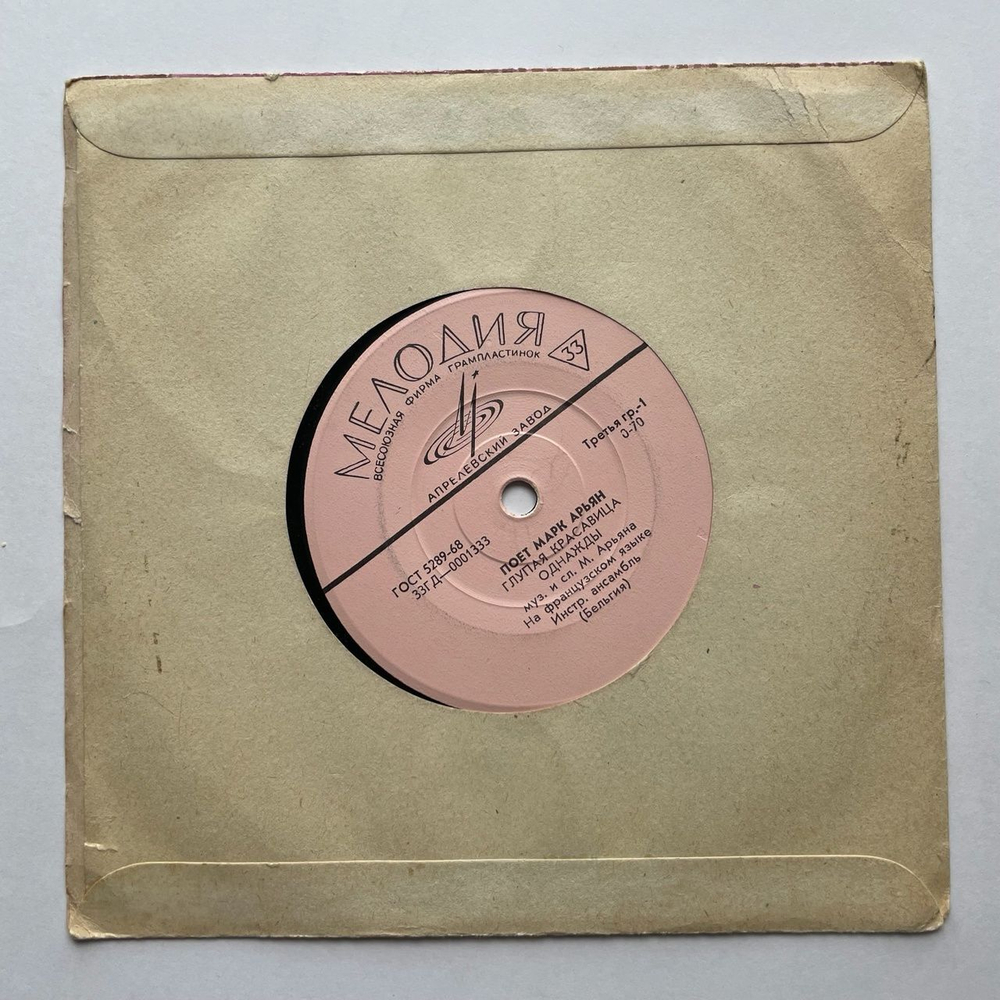 МЕЛОДИЯ
33
ВСЕСОЮЗНАЯ ФИРМА ГРАМПЛАСТИНОК
АПРЕЛЕВСКИЙ ЗАВОД
Третья гр.-1
0-70
ГОСТ 5289-68
33ГД—0001333
ПОЕТ МАРК АРЬЯН
ГЛУПАЯ КРАСАВИЦА
ОДНАЖДЫ
муз. и сл. М. Арьяна
На французском языке
Инстр. ансамбль
(Бельгия)